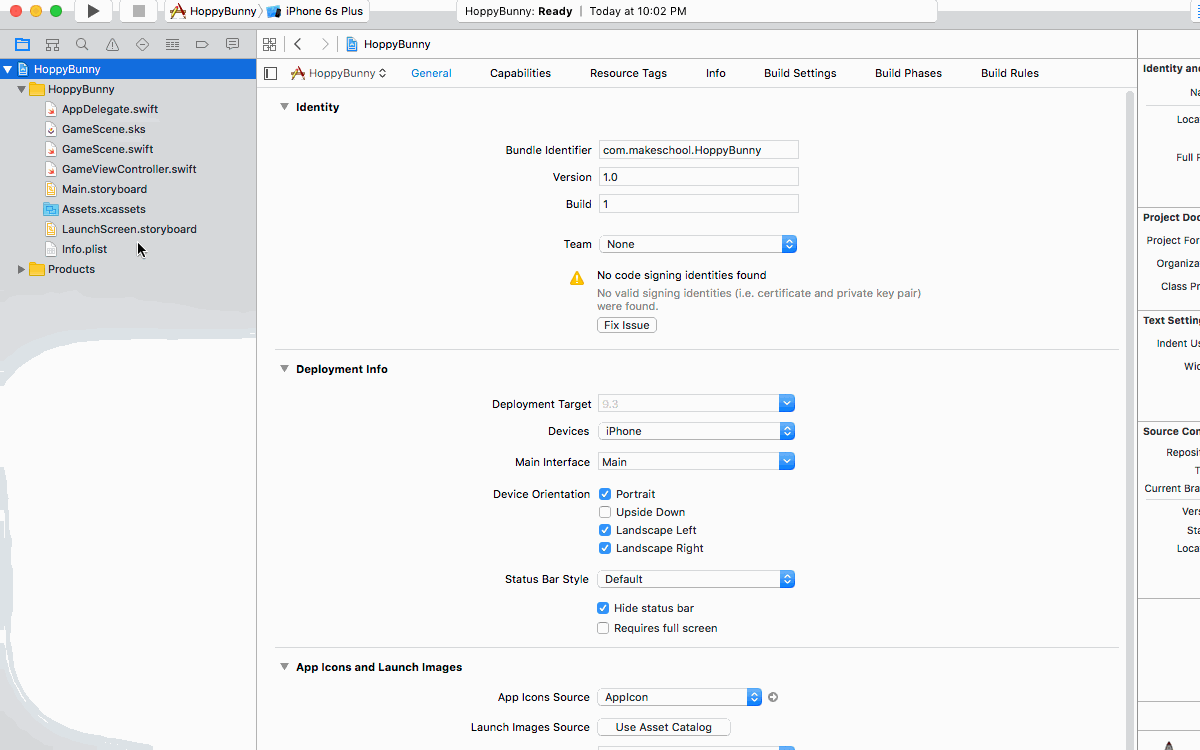 HoppyBunny iPhone 6s Plus
HoppyBunny: Ready Today at 10:02 PM
HoppyBunny
HoppyBunny
AppDelegate.swift
GameScene.sks
GameScene.swift
GameViewController.swift
Main.storyboard
Assets.xcassets
LaunchScreen.storyboard
Info.plist
Products
HoppyBunny
HoppyBunny General Capabilities Resource Tags Info Build Settings Build Phases Build Rules
Identity
Bundle Identifier com.makeschool.HoppyBunny
Version 1.0
Build 1
Team None
No code signing identities found
No valid signing identities (i.e. certificate and private key pair)
were found.
Fix Issue
Deployment Info
Deployment Target 9.3
Devices iPhone
Main Interface Main
Device Orientation Portrait
Upside Down
Landscape Left
Landscape Right
Status Bar Style Default
Hide status bar
Requires full screen
App Icons and Launch Images
App Icons Source AppIcon
Launch Images Source Use Asset Catalog
Identity an
Na
Loca
Full P
Project Doc
Project For
Organiza
Class Pr
Text Settin
Indent Us
Wid
Source Con
Reposit
T
Current Bra
Vers
Sta
Loca